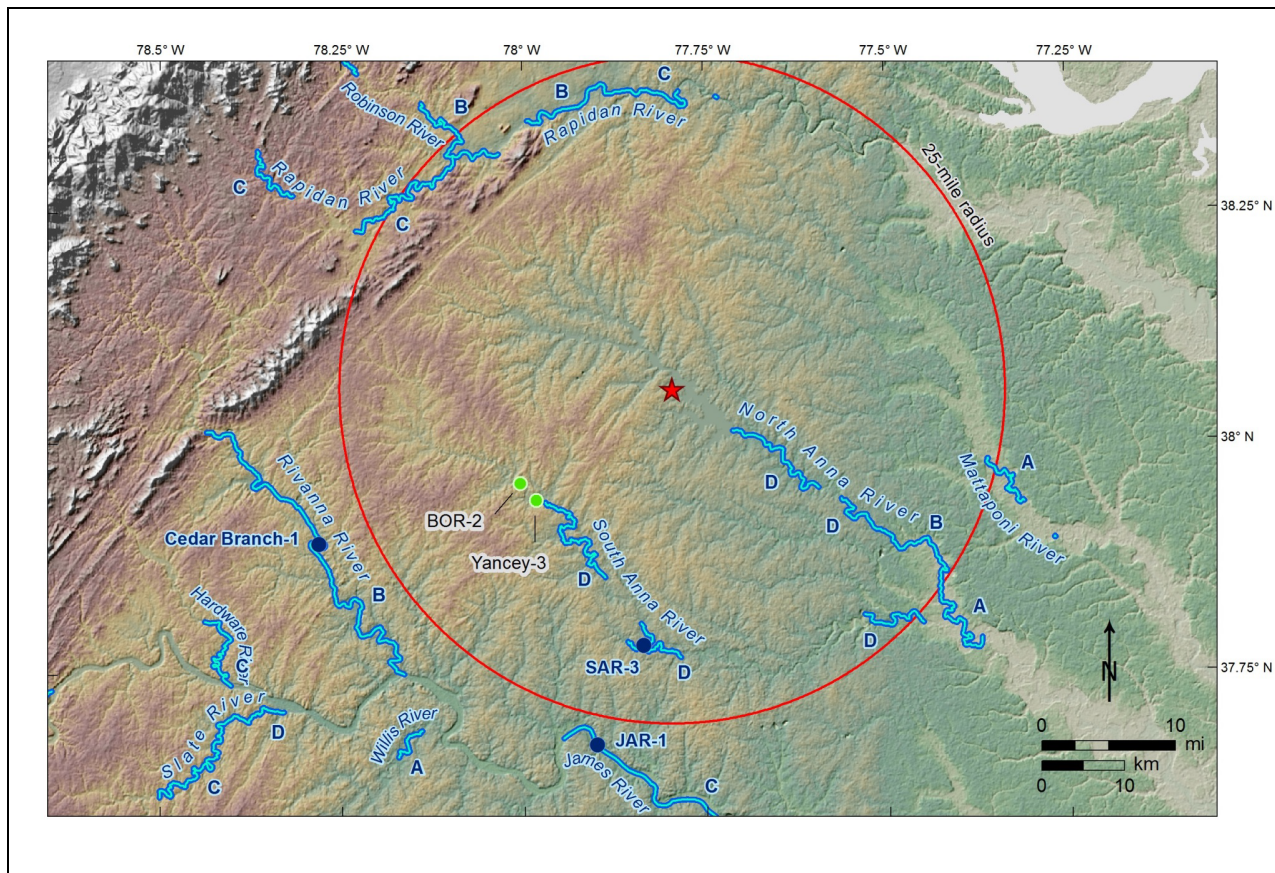 78.5° W
78.25° W
78° W
77.75° W
77.5° W
77.25° W
C
B
B
Robinson River
Rapidan River
25-mile radius
Rapidan River
C
C
38.25° N
North Anna River
38° N
A
Mattaponi River
D
Rivanna River
BOR-2
D
B
Yancey-3
South Anna River
Cedar Branch-1
D
B
Hardware River
A
D
C
SAR-3
D
N
Slate River
D
37.75° N
Willis River
JAR-1
0 10
mi
km
0 10
A
James River
C
C